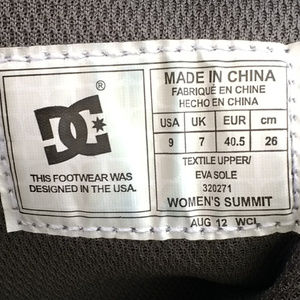 ®
DC
THIS FOOTWEAR WAS
DESIGNED IN THE USA.
MADE IN CHINA
FABRIQUÉ EN CHINE
HECHO EN CHINA
USA UK EUR cm
9 7 40.5 26
TEXTILE UPPER/
EVA SOLE
320271
WOMEN'S SUMMIT
AUG 12 WCL